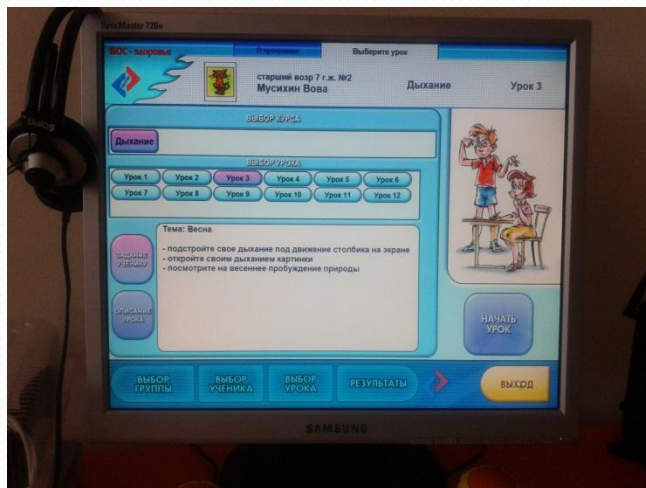 SyncMaster 720n
БОС - здоровье
О программе
Выберите урок
старший возр 7 г.ж. №2
Мусихин Вова
Дыхание
Урок 3
ВЫБОР КУРСА
Дыхание
ВЫБОР УРОКА
Урок 1 Урок 2 Урок 3 Урок 4 Урок 5 Урок 6
Урок 7 Урок 8 Урок 9 Урок 10 Урок 11 Урок 12
Тема: Весна
- подстройте свое дыхание под движение столбика на экране
- откройте своим дыханием картинки
- посмотрите на весеннее пробуждение природы
ЗАДАНИЕ
УЧЕНИКУ
ОПИСАНИЕ
УРОКА
НАЧАТЬ
УРОК
ВЫБОР
ГРУППЫ
ВЫБОР
УЧЕНИКА
ВЫБОР
УРОКА
РЕЗУЛЬТАТЫ
ВЫХОД
SAMSUNG
Dialog